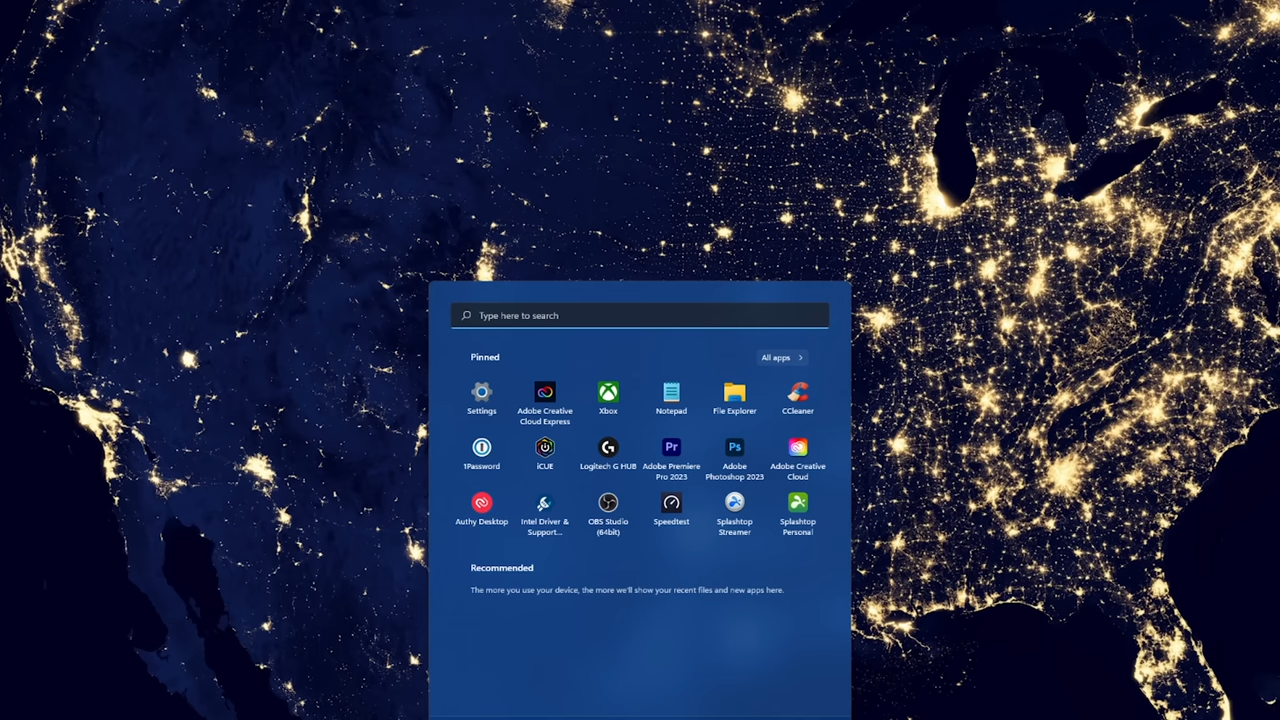 Type here to search
Pinned
All apps
Settings
Adobe Creative
Cloud Express
Xbox
Notepad
File Explorer
CCleaner
1Password
iCUE
Logitech G HUB
Adobe Premiere
Pro 2023
Adobe
Photoshop 2023
Adobe Creative
Cloud
Authy Desktop
Intel Driver &
Support...
OBS Studio
(64bit)
Speedtest
Splashtop
Streamer
Splashtop
Personal
Recommended
The more you use your device, the more we'll show your recent files and new apps here.